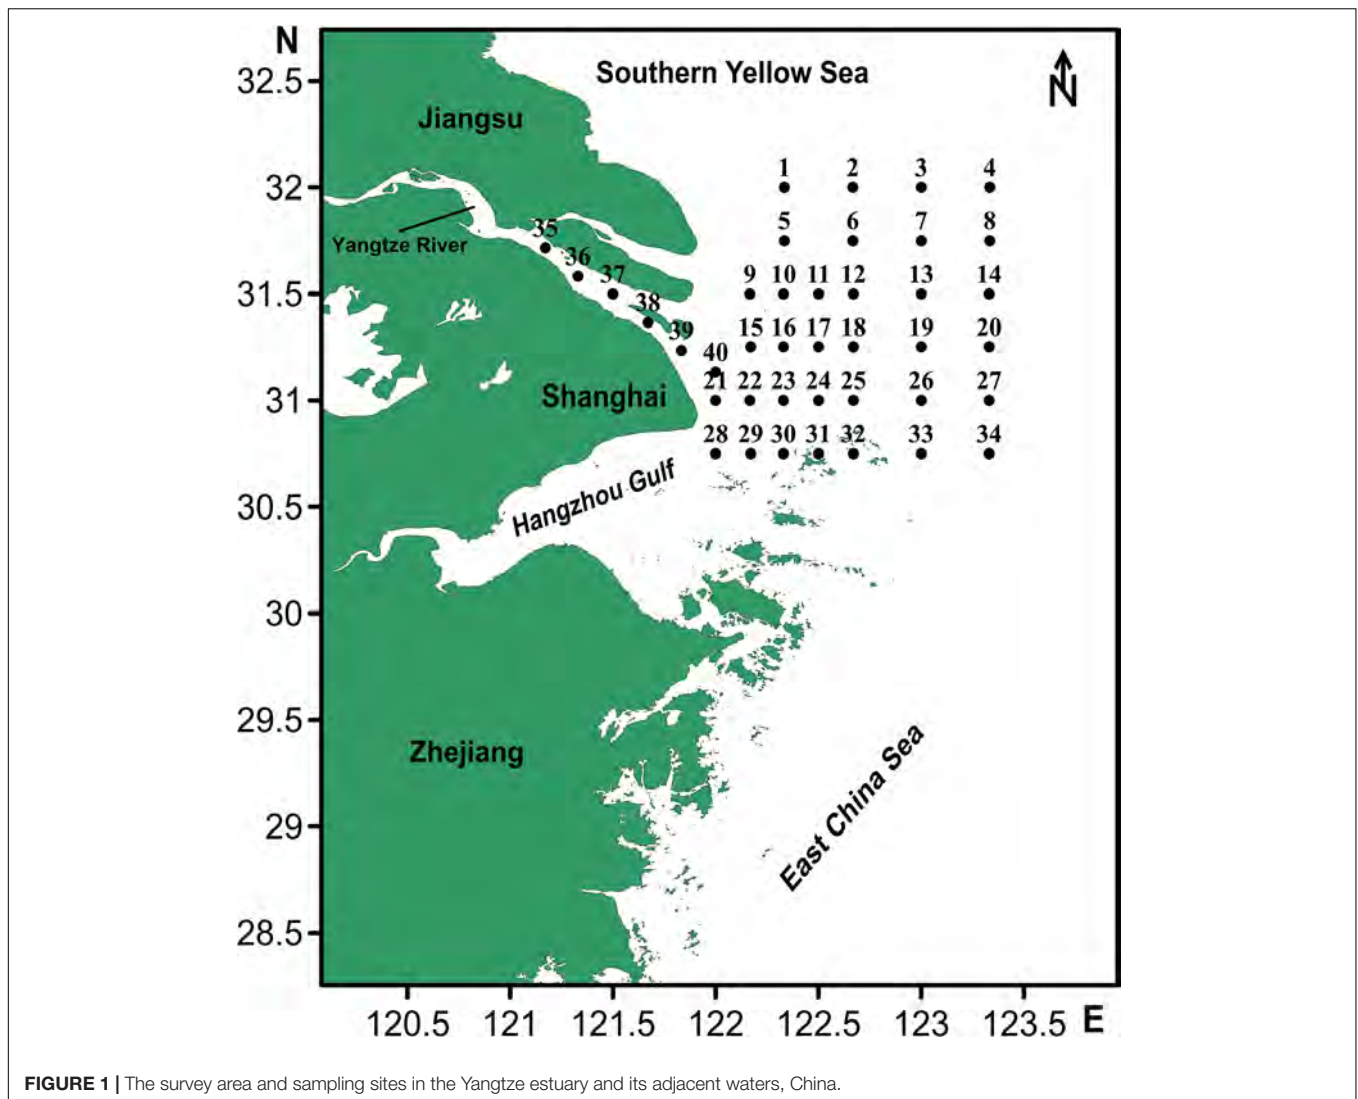 N
32.5
Southern Yellow Sea
N
Jiangsu
1 2 3 4
32
5 6 7 8
35
Yangtze River
36
37
9 10 11 12 13 14
31.5
38
39
15 16 17 18 19 20
40
21 22 23 24 25 26 27
31
Shanghai
28 29 30 31 32 33 34
Hangzhou Gulf
30.5
30
29.5
Zhejiang
East China Sea
29
28.5
120.5 121 121.5 122 122.5 123 123.5 E
FIGURE 1 | The survey area and sampling sites in the Yangtze estuary and its adjacent waters, China.